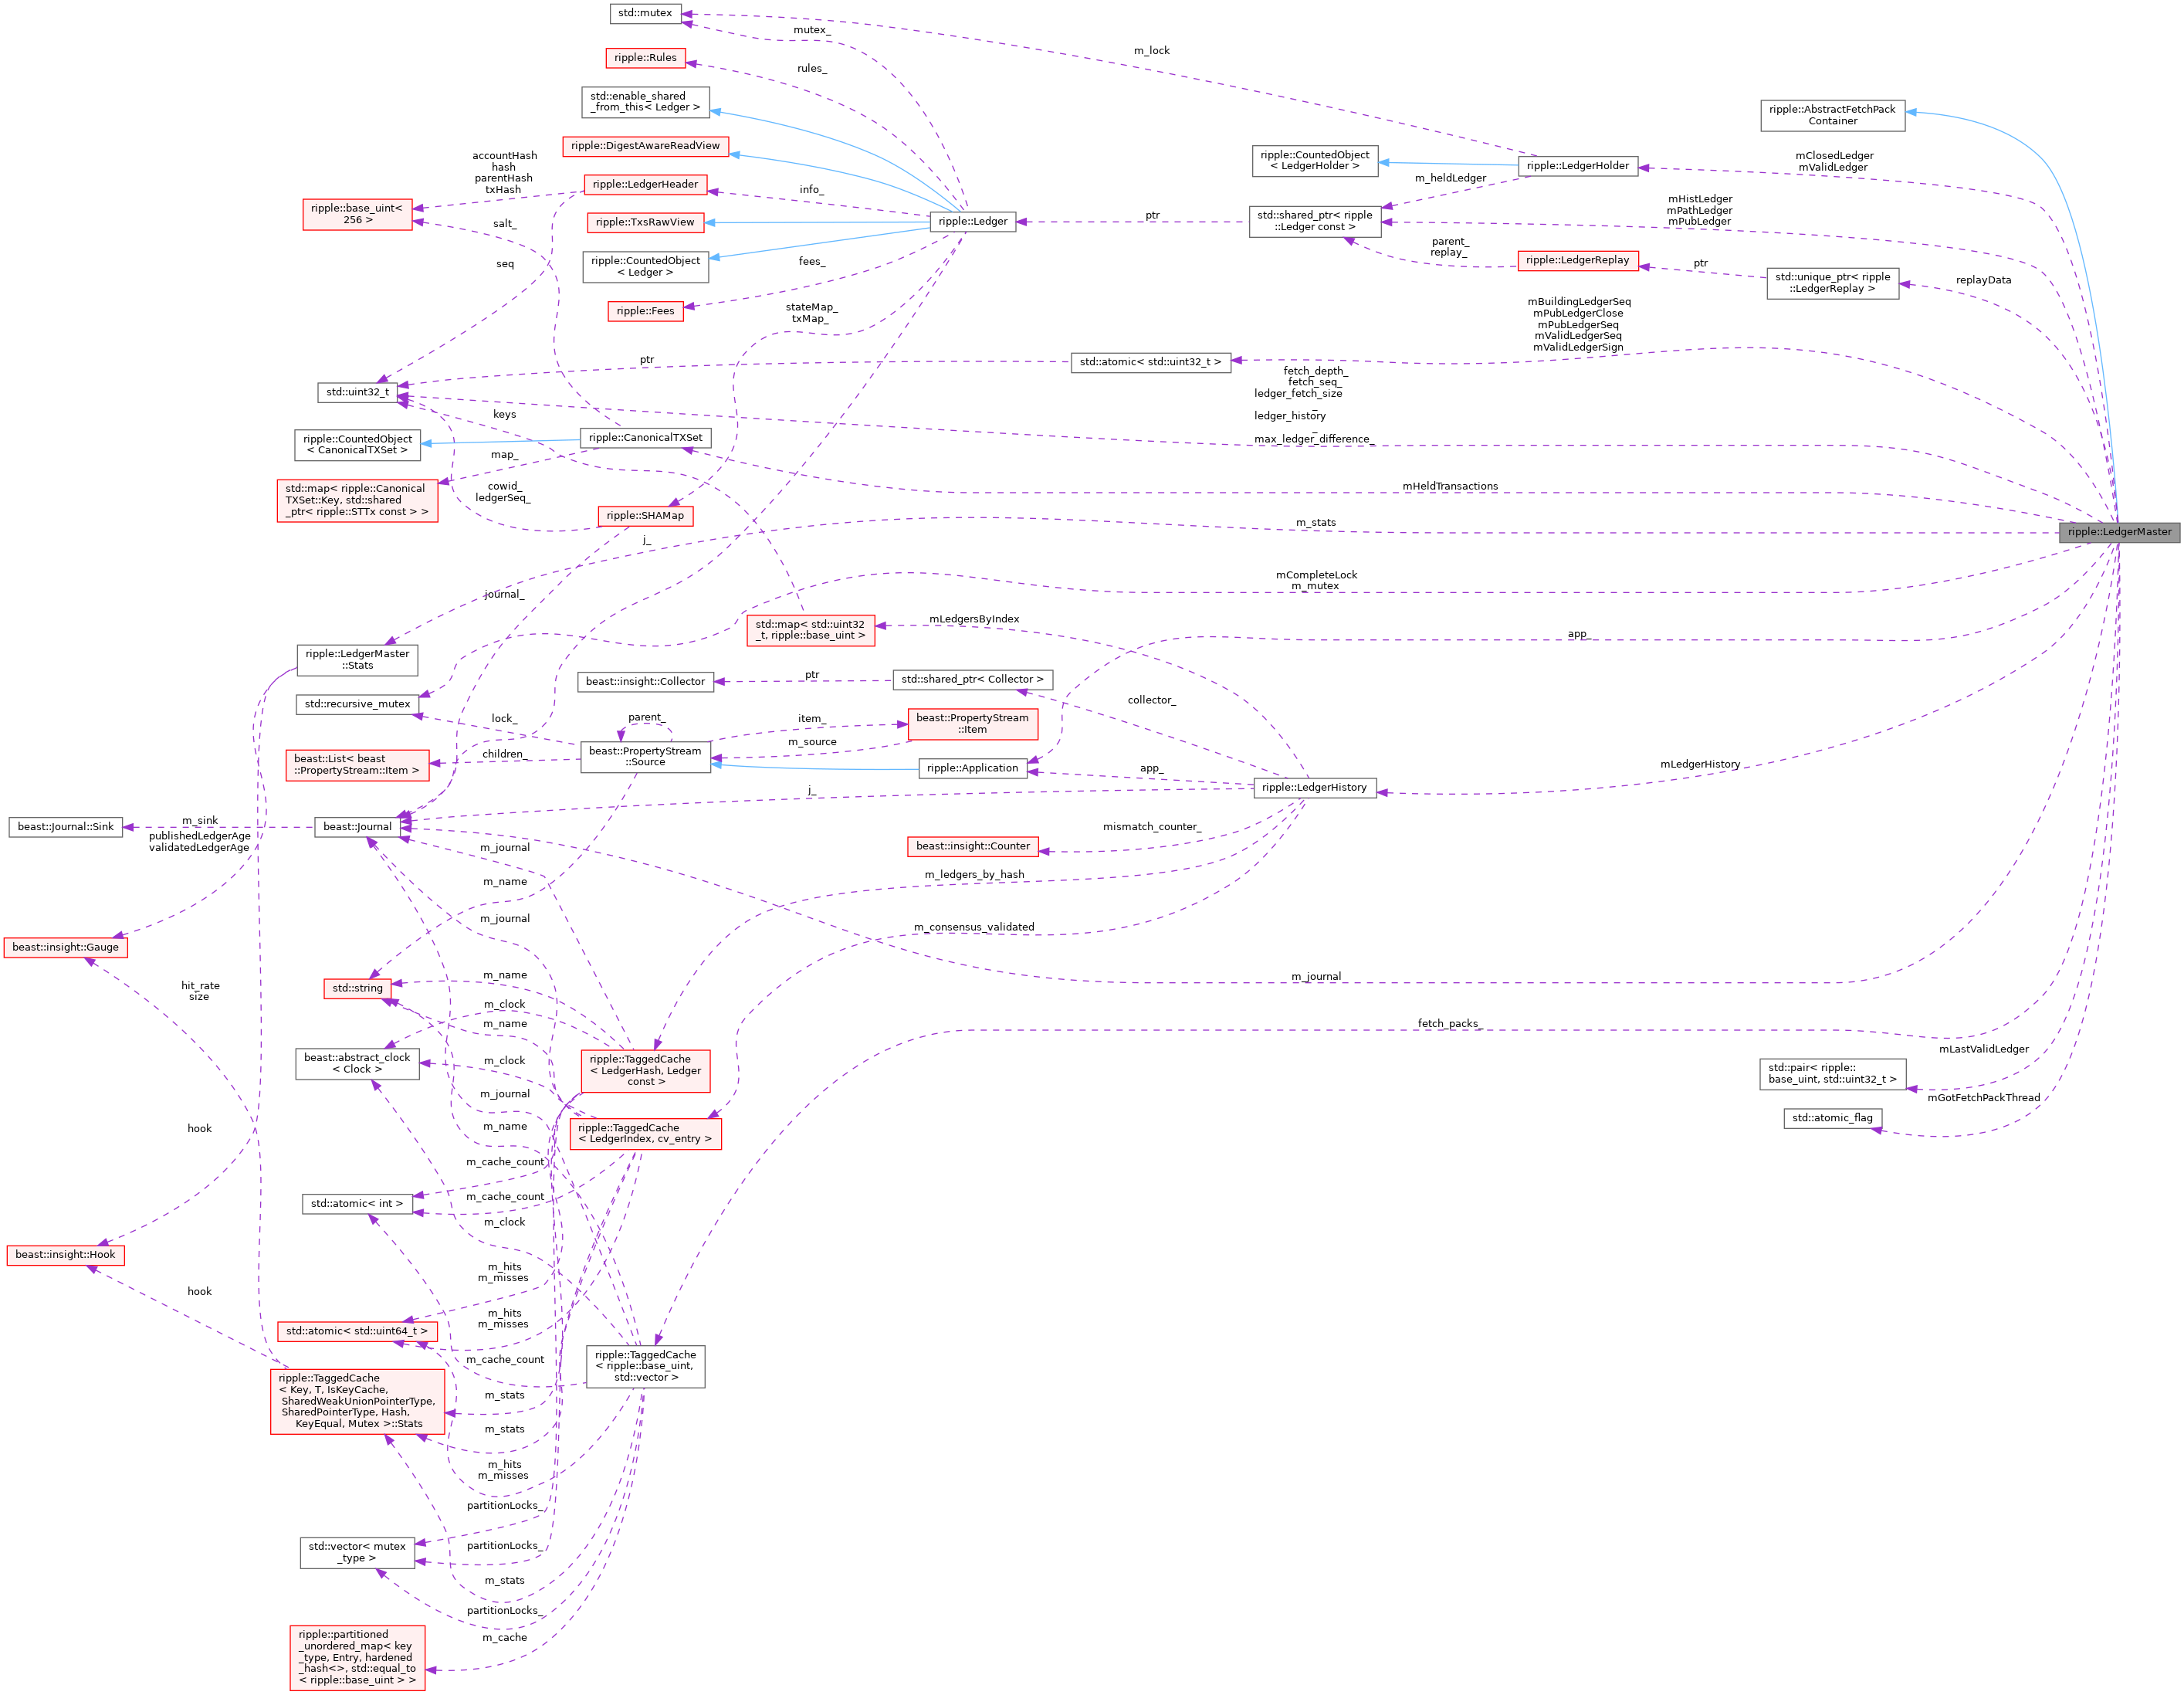 std::mutex
mutex_
m_lock
ripple::Rules
rules_
std::enable_shared
_from_this< Ledger >
ripple::AbstractFetchPack
Container
ripple::DigestAwareReadView
accountHash
hash
parentHash
txHash
ripple::LedgerHeader
info_
ripple::CountedObject
< LedgerHolder >
ripple::LedgerHolder
mClosedLedger
mValidLedger
m_heldLedger
ripple::base_uint<
256 >
salt_
ripple::TxsRawView
ripple::Ledger
ptr
std::shared_ptr< ripple
::Ledger const >
mHistLedger
mPathLedger
mPubLedger
parent_
replay_
ripple::LedgerReplay
ptr
std::unique_ptr< ripple
::LedgerReplay >
replayData
seq
ripple::CountedObject
< Ledger >
fees_
ripple::Fees
stateMap_
txMap_
mBuildingLedgerSeq
mPubLedgerClose
mPubLedgerSeq
mValidLedgerSeq
mValidLedgerSign
ptr
std::atomic< std::uint32_t >
std::uint32_t
fetch_depth_
fetch_seq_
ledger_fetch_size
_
ledger_history
_
max_ledger_difference_
keys
ripple::CountedObject
< CanonicalTXSet >
ripple::CanonicalTXSet
map_
std::map< ripple::Canonical
TXSet::Key, std::shared
_ptr< ripple::STTx const > >
cowid_
ledgerSeq_
mHeldTransactions
ripple::SHAMap
m_stats
ripple::LedgerMaster
j_
journal_
mCompleteLock
m_mutex
std::map< std::uint32
_t, ripple::base_uint >
mLedgersByIndex
app_
ripple::LedgerMaster
::Stats
std::recursive_mutex
beast::insight::Collector
ptr
std::shared_ptr< Collector >
collector_
lock_
parent_
item_
beast::PropertyStream
::Item
m_source
beast::List< beast
::PropertyStream::Item >
children_
beast::PropertyStream
::Source
ripple::Application
app_
mLedgerHistory
ripple::LedgerHistory
j_
beast::Journal::Sink
m_sink
beast::Journal
publishedLedgerAge
validatedLedgerAge
m_journal
mismatch_counter_
beast::insight::Counter
m_name
m_ledgers_by_hash
m_journal
m_consensus_validated
beast::insight::Gauge
m_name
m_journal
hit_rate
size
std::string
m_clock
m_name
fetch_packs_
beast::abstract_clock
< Clock >
m_clock
ripple::TaggedCache
< LedgerHash, Ledger
const >
mLastValidLedger
std::pair< ripple::
base_uint, std::uint32_t >
m_journal
mGotFetchPackThread
std::atomic_flag
hook
m_name
ripple::TaggedCache
< LedgerIndex, cv_entry >
m_cache_count
std::atomic< int >
m_cache_count
m_clock
beast::insight::Hook
m_hits
m_misses
hook
m_hits
m_misses
std::atomic< std::uint64_t >
m_cache_count
ripple::TaggedCache
< ripple::base_uint,
std::vector >
ripple::TaggedCache
< Key, T, IsKeyCache,
SharedWeakUnionPointerType,
SharedPointerType, Hash,
KeyEqual, Mutex >::Stats
m_stats
m_stats
m_hits
m_misses
partitionLocks_
std::vector< mutex
_type >
partitionLocks_
m_stats
partitionLocks_
m_cache
ripple::partitioned
_unordered_map< key
_type, Entry, hardened
_hash<>, std::equal_to
< ripple::base_uint > >